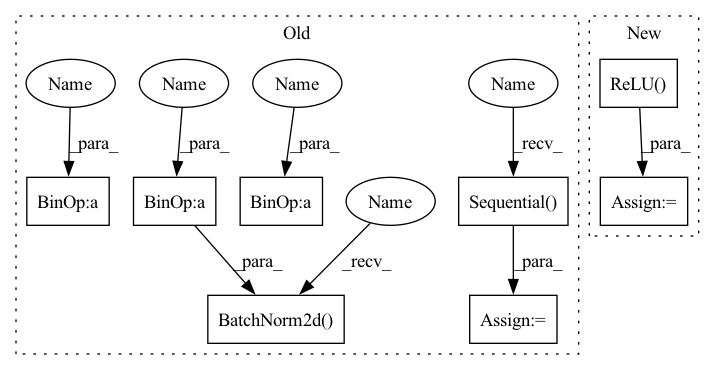 Old
New
Name
Name
Name
Name
ReLU()
_para_
_para_
_para_
_recv_
_para_
BinOp:a
BinOp:a
BinOp:a
Name
Sequential()
Assign:=
_para_
_recv_
_para_
BatchNorm2d()
Assign:=